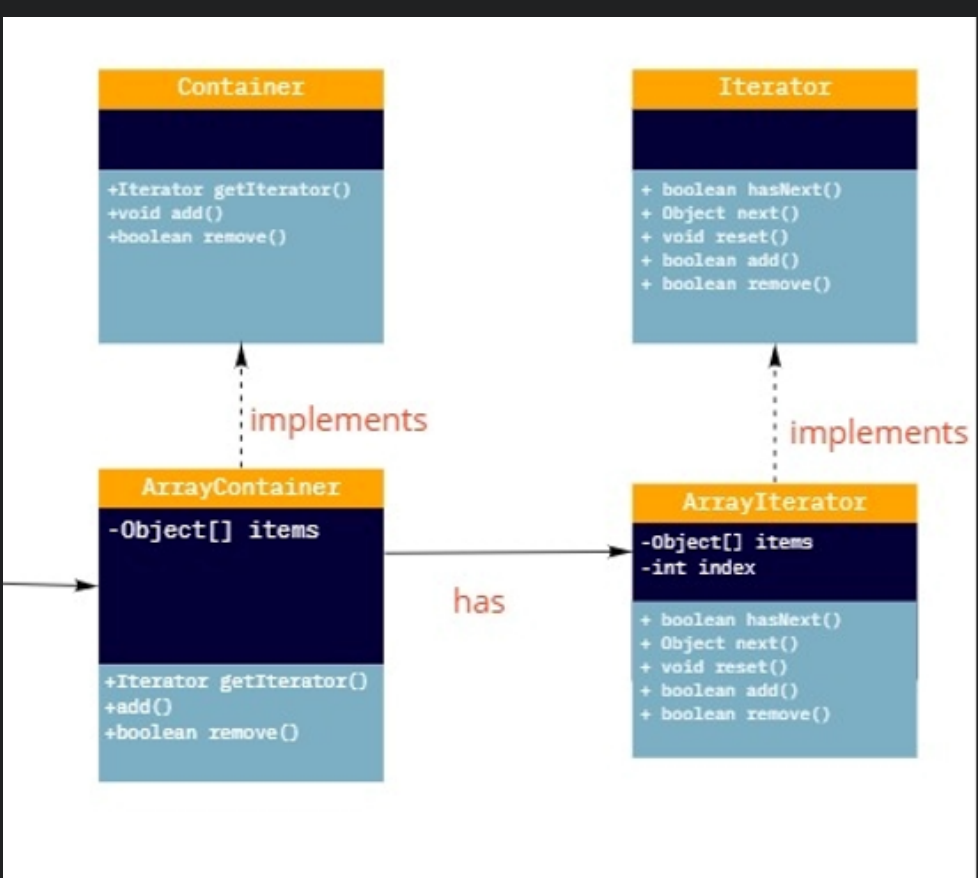 Container
+Iterator getIterator()
+void add()
+boolean remove()
Iterator
+ boolean hasNext()
+ Object next()
+ void reset()
+ boolean add()
+ boolean remove()
implements
implements
ArrayContainer
-Object[] items
+Iterator getIterator()
+add()
+boolean remove()
has
ArrayIterator
-Object[] items
-int index
+ boolean hasNext()
+ Object next()
+ void reset()
+ boolean add()
+ boolean remove()